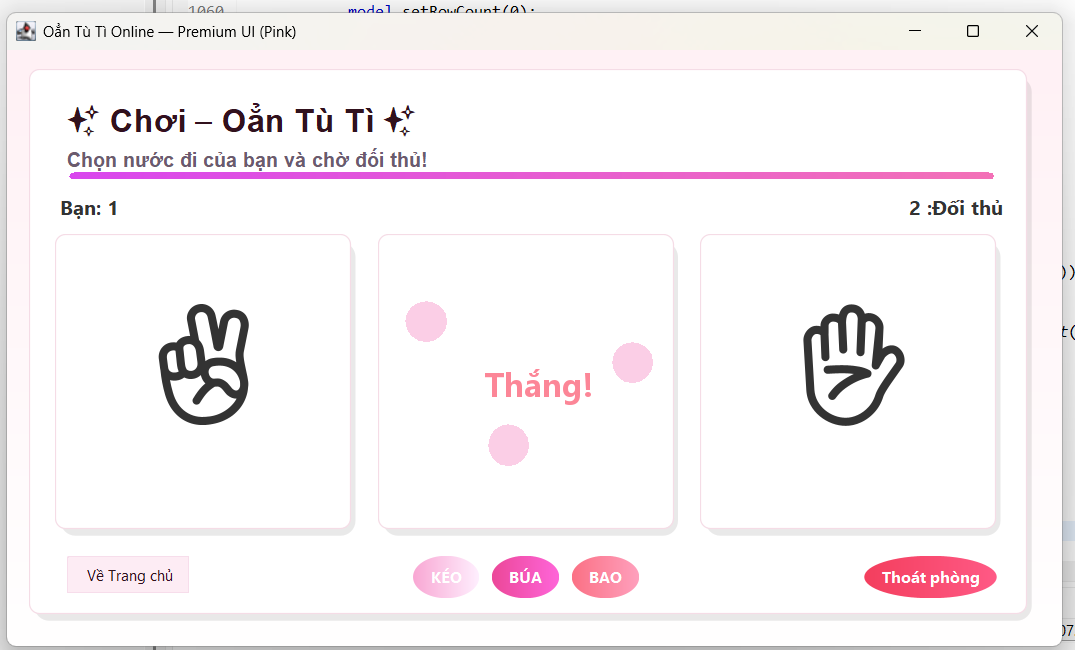 1060 model.setRowCount(0);
Oẳn Tù Tì Online — Premium UI (Pink)
Chơi – Oẳn Tù Tì
Chọn nước đi của bạn và chờ đối thủ!
Bạn: 1
2 :Đối thủ
))
t(
Thắng!
Về Trang chủ
KÉO
BÚA
BAO
Thoát phòng
07